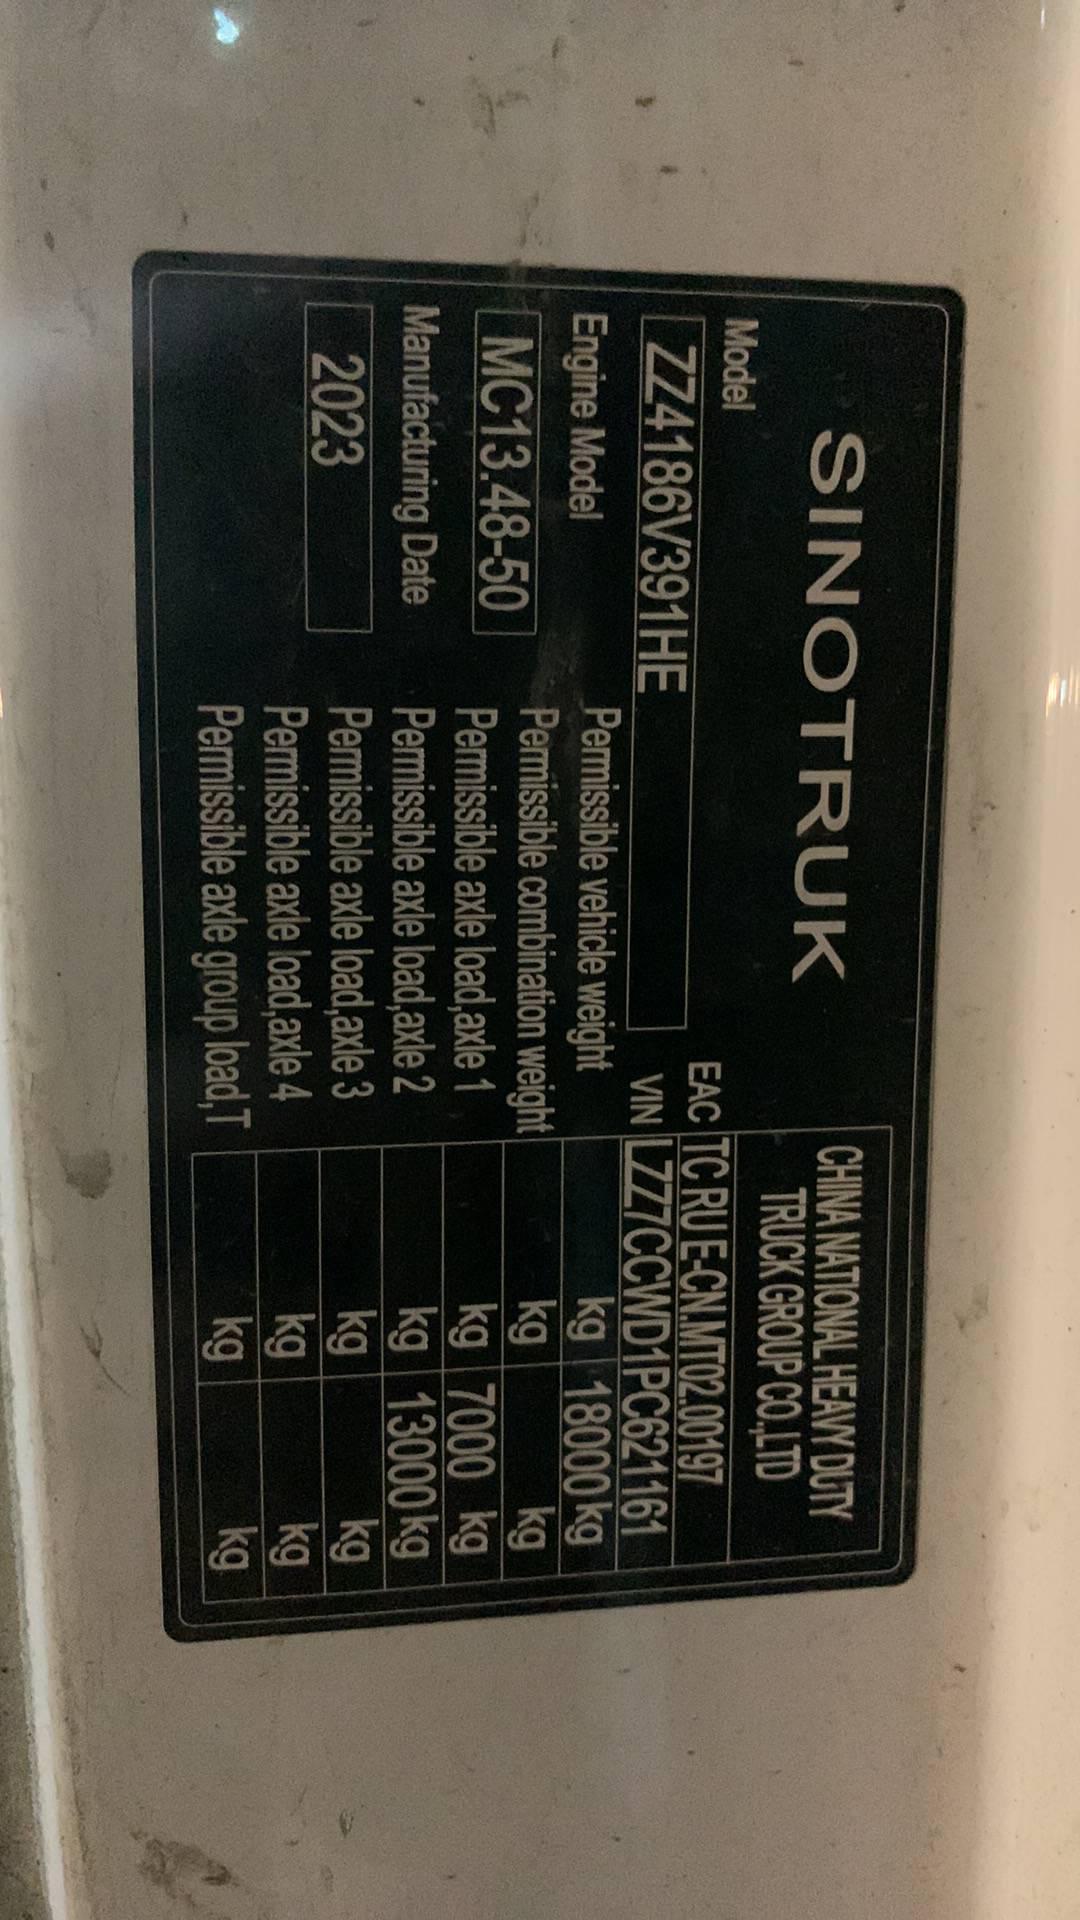 SINOTRUK
CHINA NATIONAL HEAVY DUTY
TRUCK GROUP CO.,LTD
Model
EAC TC RU E-CN.MT02.00197
ZZ4186V391HE
VIN LZZ7CCWD1PC621161
Engine Model
MC13.48-50
Manufacturing Date
2023
Permissible vehicle weight kg 18000 kg
Permissible combination weight kg kg
Permissible axle load,axle 1 kg 7000 kg
Permissible axle load,axle 2 kg 13000 kg
Permissible axle load,axle 3 kg kg
Permissible axle load,axle 4 kg kg
Permissible axle group load,T kg kg